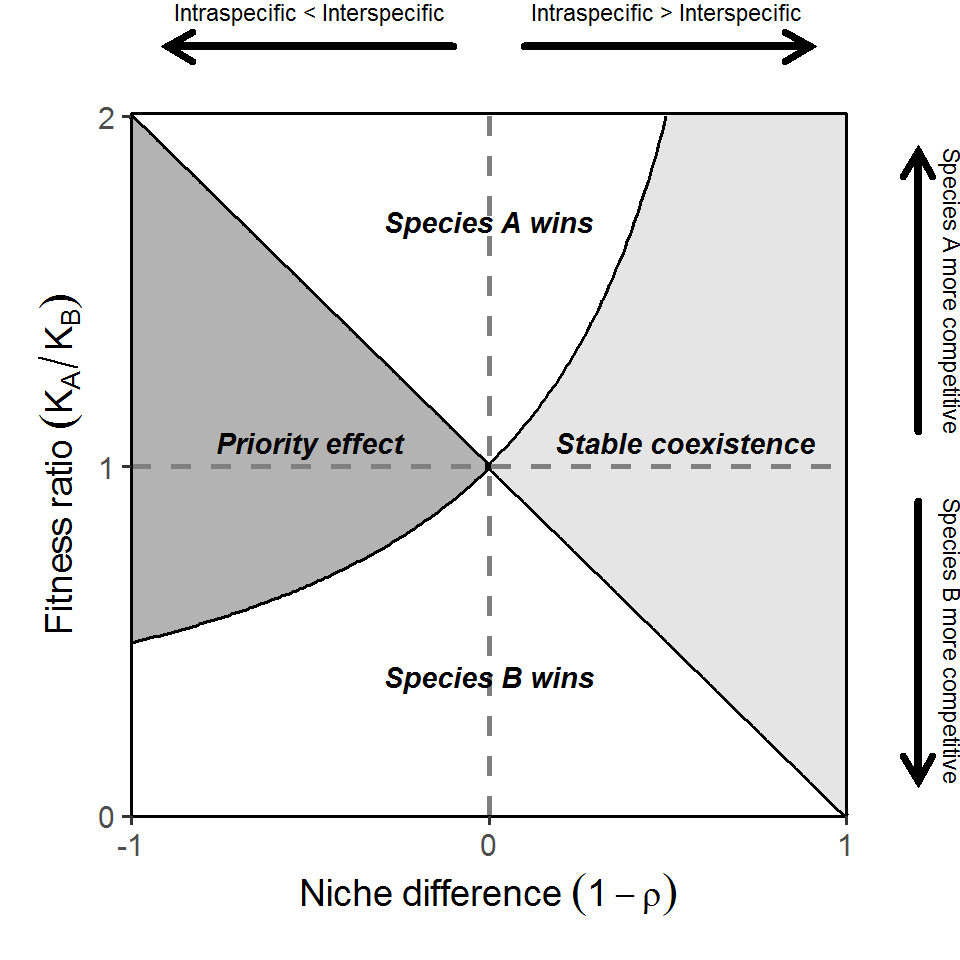 Intraspecific < Interspecific
Intraspecific > Interspecific
2
1
0
Fitness ratio (K_A / K_B)
Species A wins
Priority effect
Stable coexistence
Species B wins
Species A more competitive
Species B more competitive
-1
0
1
Niche difference (1 − ρ)